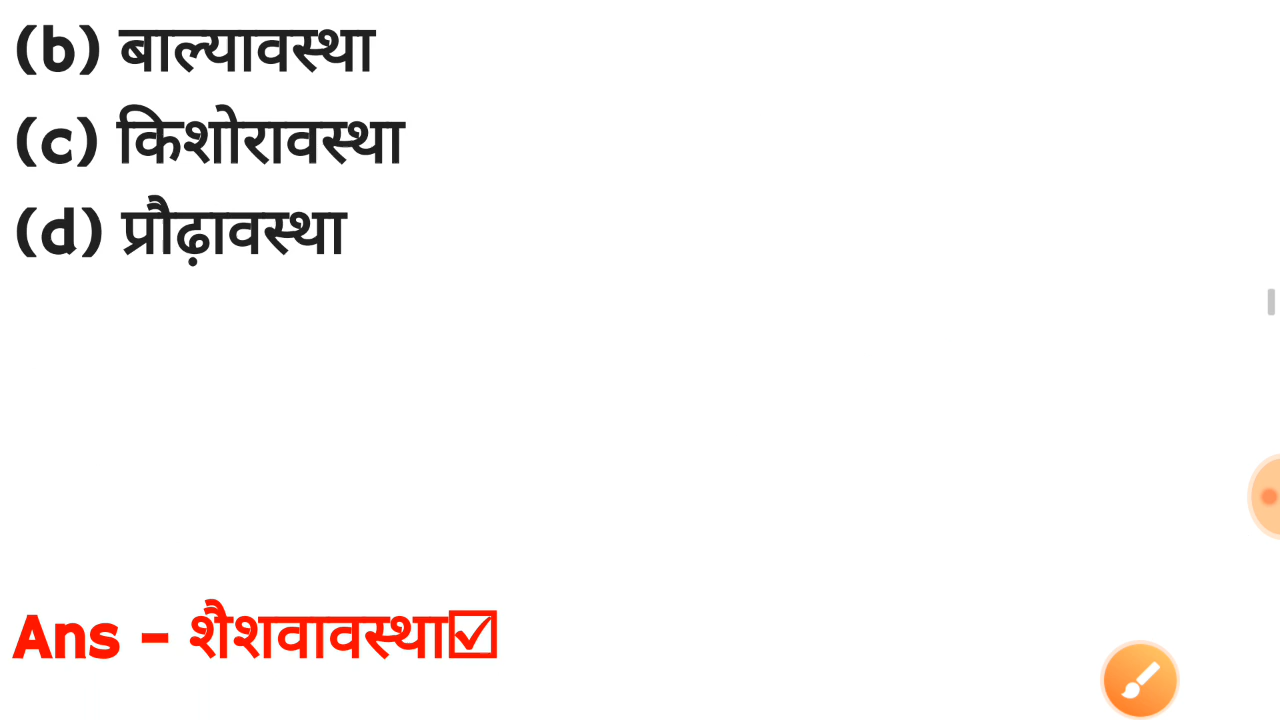 (b) बाल्यावस्था
(c) किशोरावस्था
(d) प्रौढ़ावस्था
Ans - शैशवावस्था☑